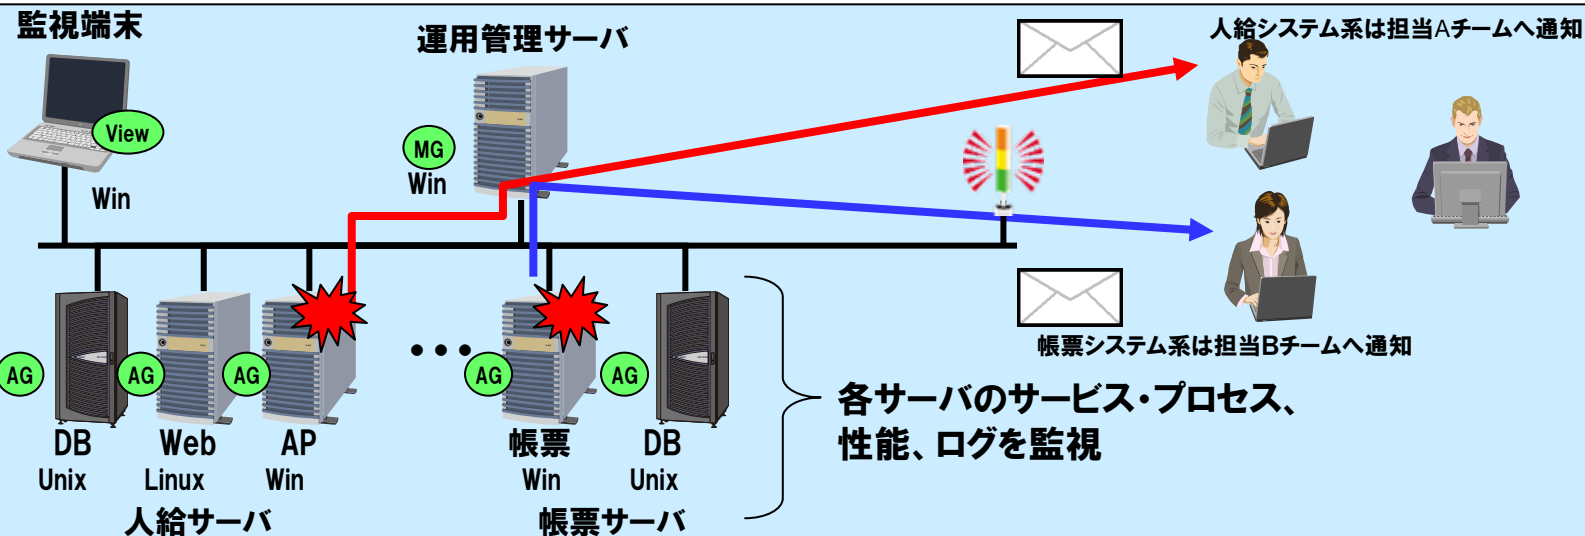 監視端末
運用管理サーバ
人給システム系は担当Aチームへ通知
View
MG
Win
Win
AG
AG
AG
AG
AG
帳票システム系は担当Bチームへ通知
各サーバのサービス・プロセス、
性能、ログを監視
DB
Web
AP
帳票
DB
Unix
Linux
Win
Win
Unix
人給サーバ
帳票サーバ